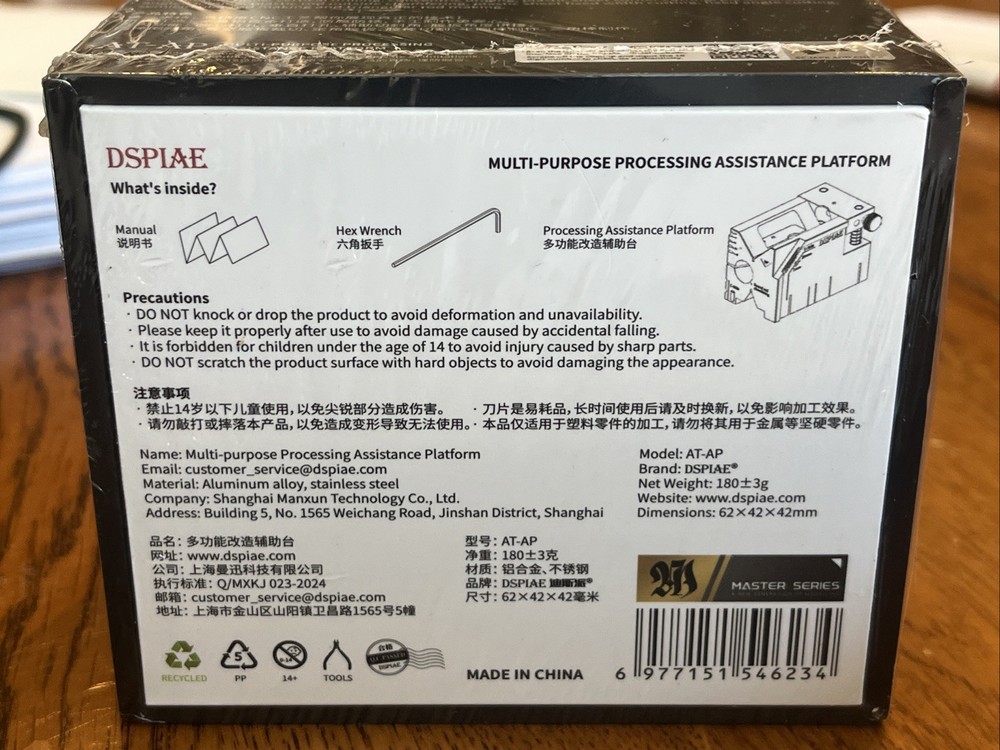 DSPIAE
MULTI-PURPOSE PROCESSING ASSISTANCE PLATFORM
What's inside?
Manual
说明书
Hex Wrench
六角扳手
Processing Assistance Platform
多功能改造辅助台
DSPIAE
Precautions
· DO NOT knock or drop the product to avoid deformation and unavailability.
· Please keep it properly after use to avoid damage caused by accidental falling.
· It is forbidden for children under the age of 14 to avoid injury caused by sharp parts.
· DO NOT scratch the product surface with hard objects to avoid damaging the appearance.
注意事项
· 禁止14岁以下儿童使用，以免尖锐部分造成伤害。 · 刀片是易耗品，长时间使用后请及时换新，以免影响加工效果。
· 请勿敲打或摔落本产品，以免造成变形导致无法使用。 · 本品仅适用于塑料零件的加工，请勿将其用于金属等坚硬零件。
Name: Multi-purpose Processing Assistance Platform
Email: customer_service@dspiae.com
Material: Aluminum alloy, stainless steel
Company: Shanghai Manxun Technology Co., Ltd.
Address: Building 5, No. 1565 Weichang Road, Jinshan District, Shanghai
Model: AT-AP
Brand: DSPIAE®
Net Weight: 180±3g
Website: www.dspiae.com
Dimensions: 62×42×42mm
品名：多功能改造辅助台
网址：www.dspiae.com
公司：上海曼迅科技有限公司
执行标准：Q/MXKJ 023-2024
邮箱：customer_service@dspiae.com
地址：上海市金山区山阳镇卫昌路1565号5幢
型号：AT-AP
净重：180±3克
材质：铝合金、不锈钢
品牌：DSPIAE 迪斯派®
尺寸：62×42×42毫米
MASTER SERIES
RECYCLED
5
PP
0-14
14+
TOOLS
合格
QC PASSED
DSPIAE
MADE IN CHINA
6 977151 546234